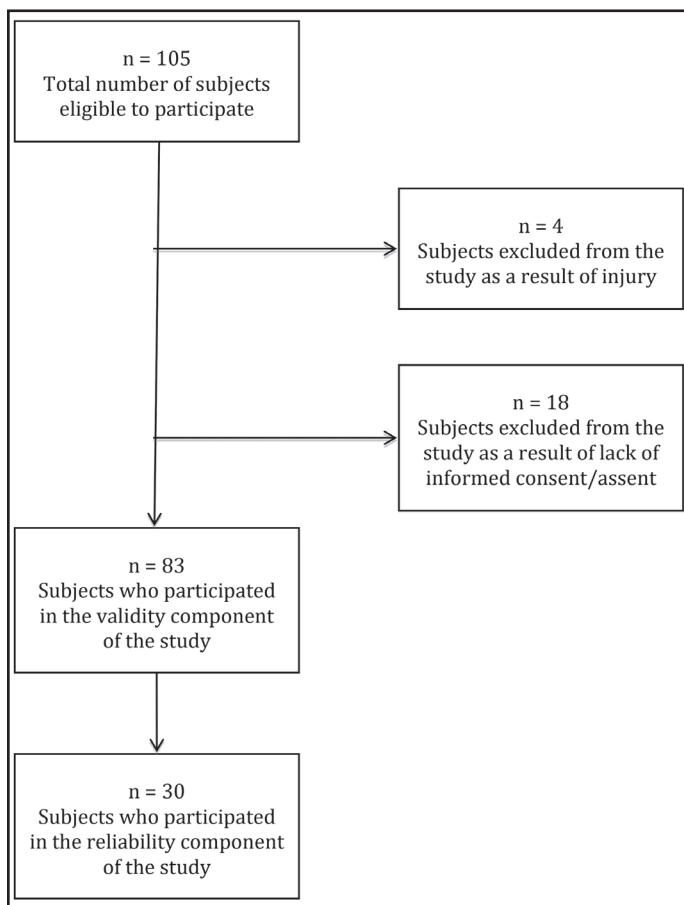 n = 105
Total number of subjects
eligible to participate
n = 4
Subjects excluded from the
study as a result of injury
n = 18
Subjects excluded from the
study as a result of lack of
informed consent/assent
n = 83
Subjects who participated
in the validity component
of the study
n = 30
Subjects who participated
in the reliability component
of the study